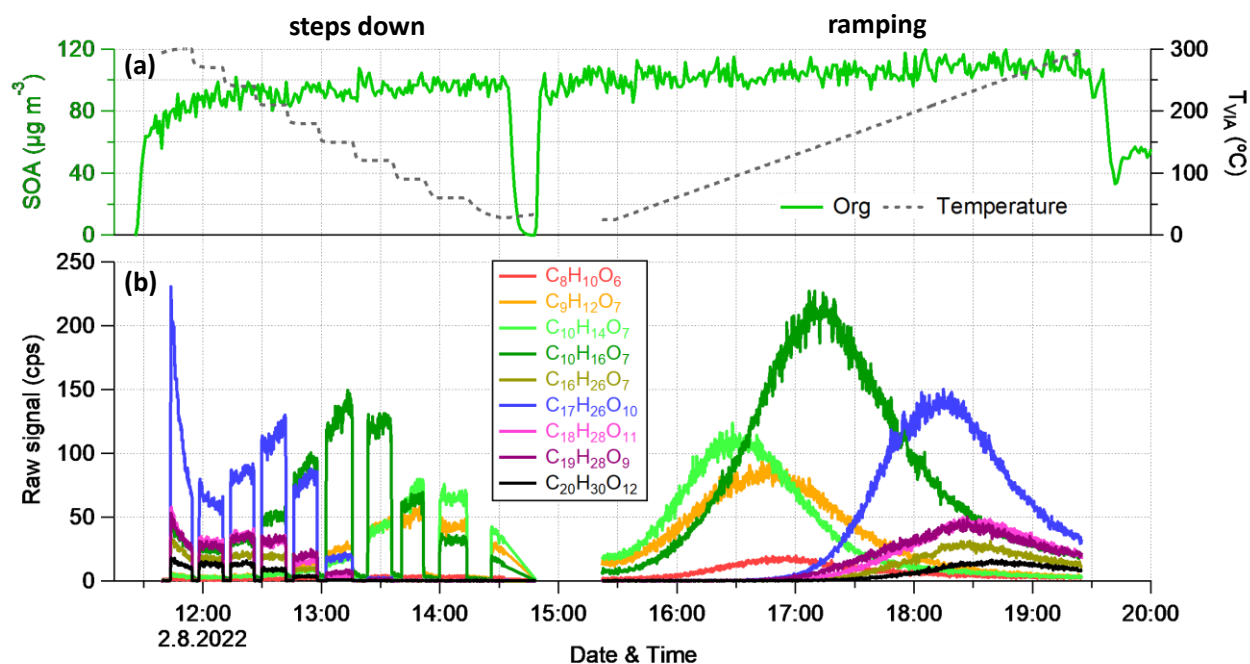 steps down ramping
(a)
120
80
40
0
SOA (µg m⁻³)
300
200
100
0
T_VIA (ºC)
Org Temperature
(b)
250
200
150
100
50
0
Raw signal (cps)
C₈H₁₀O₆
C₉H₁₂O₇
C₁₀H₁₄O₇
C₁₀H₁₆O₇
C₁₆H₂₆O₇
C₁₇H₂₆O₁₀
C₁₈H₂₈O₁₁
C₁₉H₂₈O₉
C₂₀H₃₀O₁₂
12:00 13:00 14:00 15:00 16:00 17:00 18:00 19:00 20:00
2.8.2022
Date & Time